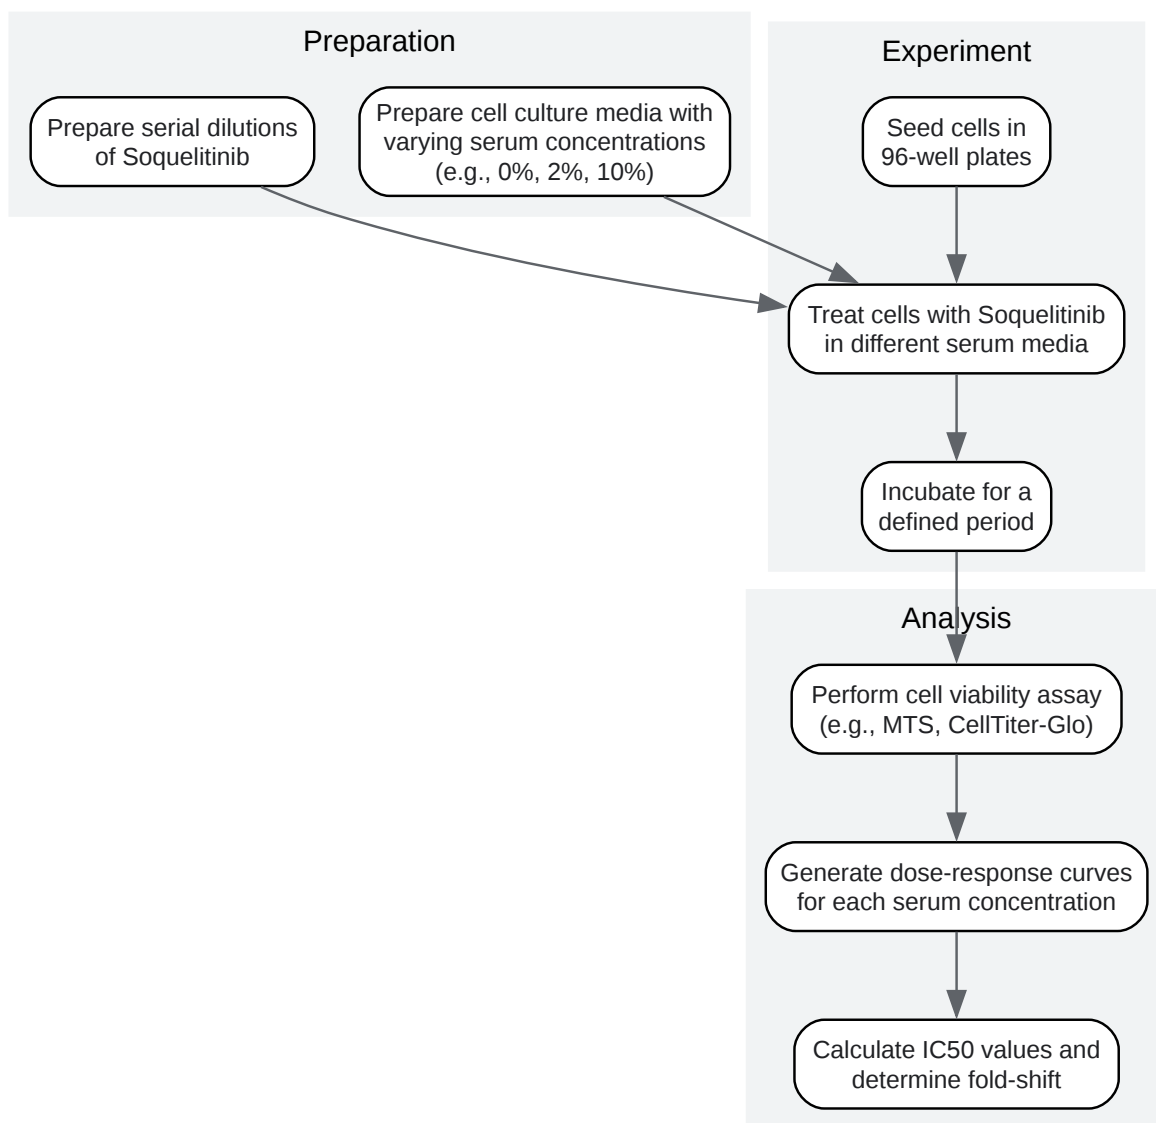 Preparation
Prepare serial dilutions
of Soquelitinib
Prepare cell culture media with
varying serum concentrations
(e.g., 0%, 2%, 10%)
Experiment
Seed cells in
96-well plates
Treat cells with Soquelitinib
in different serum media
Incubate for a
defined period
Analysis
Perform cell viability assay
(e.g., MTS, CellTiter-Glo)
Generate dose-response curves
for each serum concentration
Calculate IC50 values and
determine fold-shift